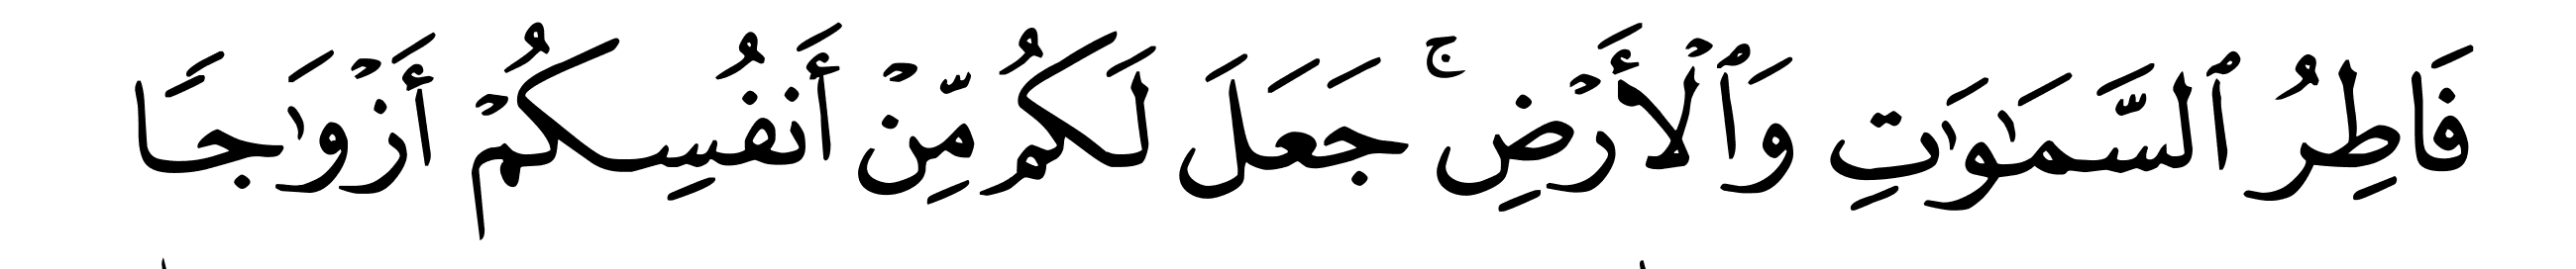 فَاطِرُ ٱلسَّمَـٰوَٰتِ وَٱلْأَرْضِ ۚ جَعَلَ لَكُم مِّنْ أَنفُسِكُمْ أَزْوَٰجًا